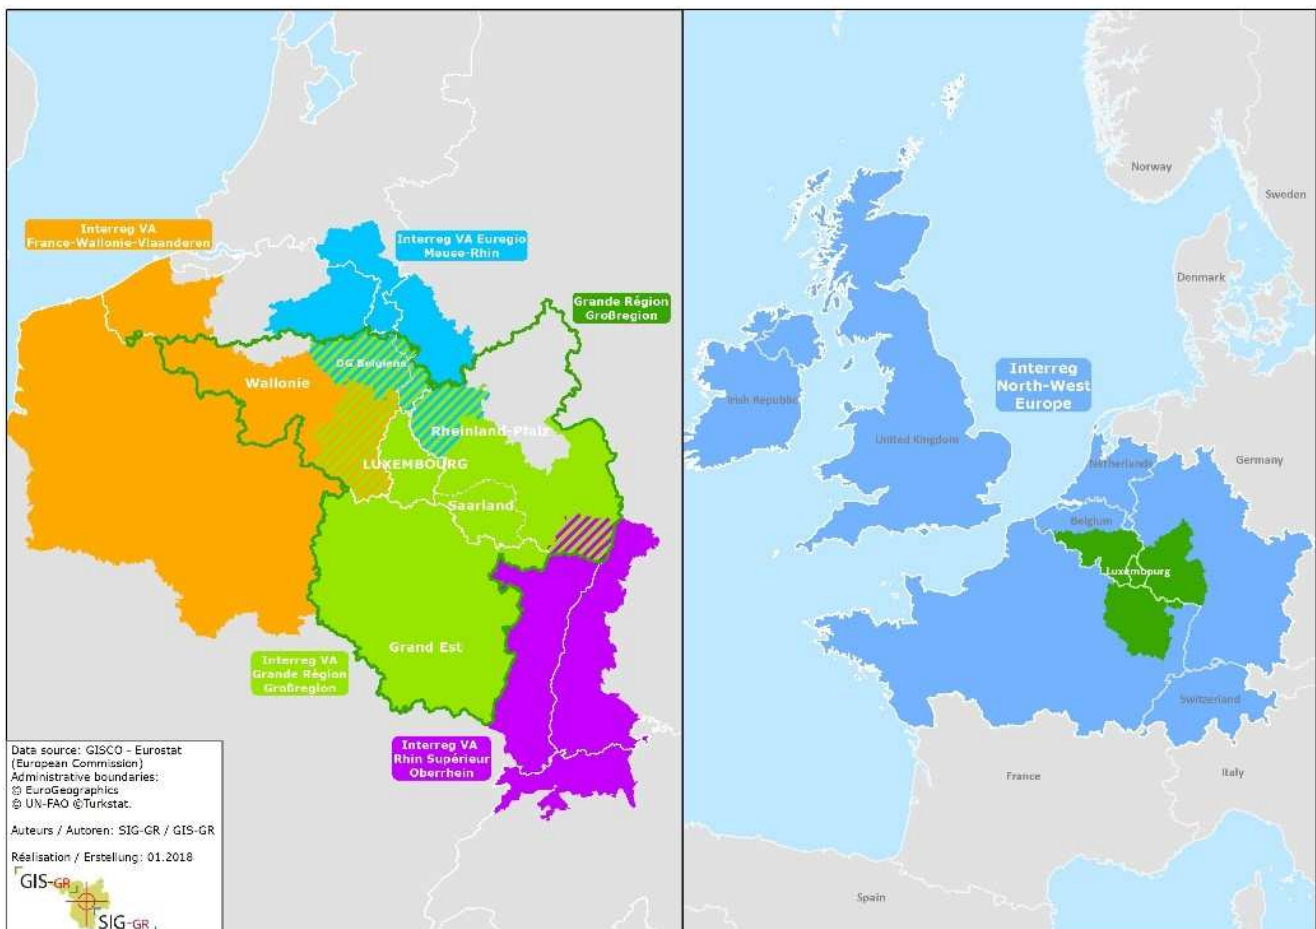 Interreg VA
France-Wallonie-Vlaanderen
Interreg VA Euregio
Meuse-Rhin
Grande Région
Großregion
DG Belgiens
Wallonie
Rheinland-Pfalz
LUXEMBOURG
Saarland
Grand Est
Interreg VA
Grande Région
Großregion
Interreg VA
Rhin Supérieur
Oberrhein
Data source: GISCO - Eurostat
(European Commission)
Administrative boundaries:
© EuroGeographics
© UN-FAO ©Turkstat.
Auteurs / Autoren: SIG-GR / GIS-GR
Réalisation / Erstellung: 01.2018
GIS-GR
SIG-GR
Norway
Sweden
Denmark
Interreg
North-West
Europe
Irish Republic
United Kingdom
Netherlands
Germany
Belgium
Luxembourg
Switzerland
France
Italy
Spain